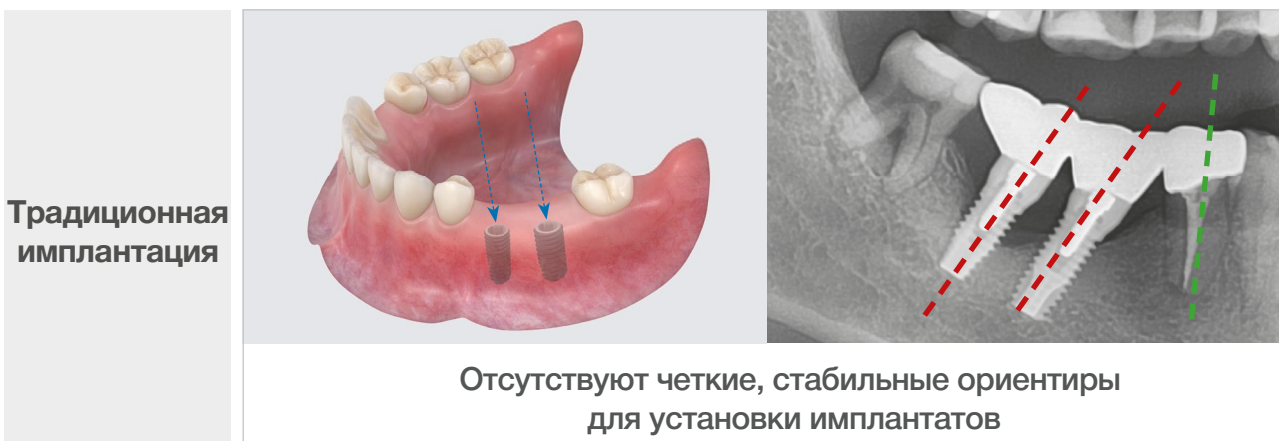 Традиционная
имплантация
Отсутствуют четкие, стабильные ориентиры
для установки имплантатов